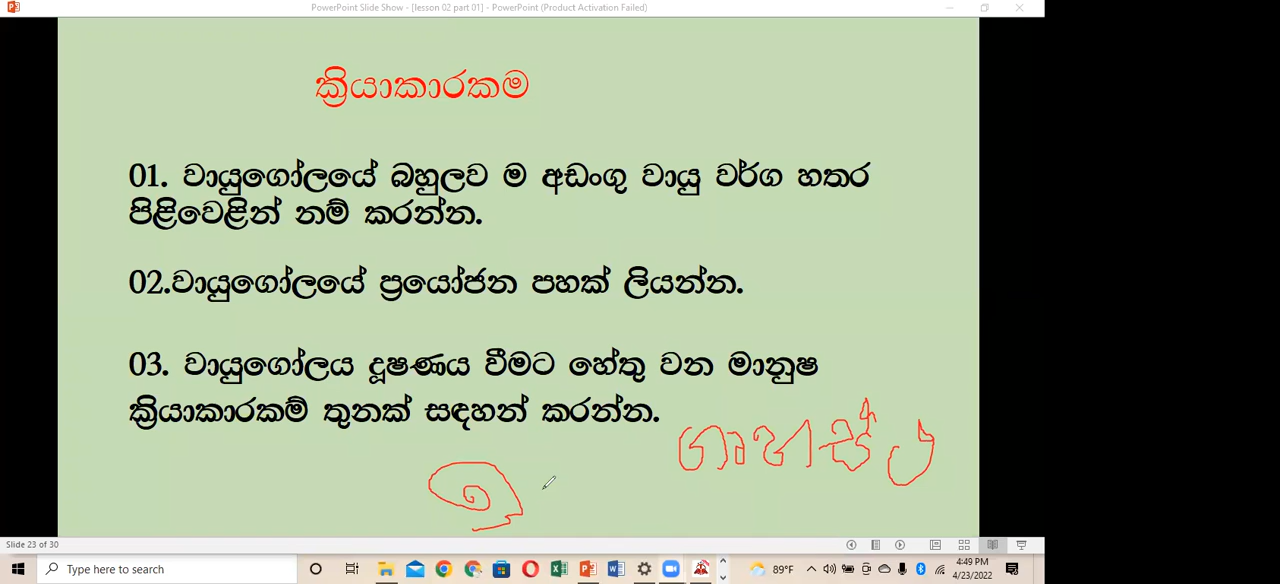 PowerPoint Slide Show - [lesson 02 part 01] - PowerPoint (Product Activation Failed)
ක්‍රියාකාරකම
01. වායුගෝලයේ බහුලව ම අඩංගු වායු වර්ග හතර
පිළිවෙළින් නම් කරන්න.
02.වායුගෝලයේ ප්‍රයෝජන පහක් ලියන්න.
03. වායුගෝලය දූෂණය වීමට හේතු වන මානුෂ
ක්‍රියාකාරකම් තුනක් සඳහන් කරන්න.
Slide 23 of 30
Type here to search
89°F
4:49 PM
4/23/2022